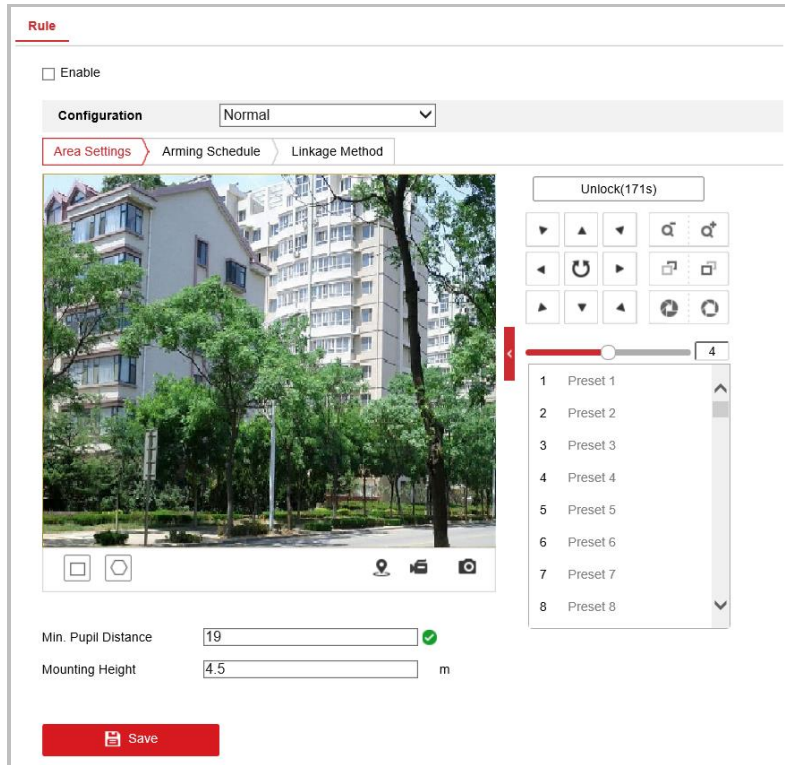 Rule
Enable
Configuration Normal
Area Settings Arming Schedule Linkage Method
Unlock(171s)
4
1 Preset 1
2 Preset 2
3 Preset 3
4 Preset 4
5 Preset 5
6 Preset 6
7 Preset 7
8 Preset 8
Min. Pupil Distance 19
Mounting Height 4.5 m
Save